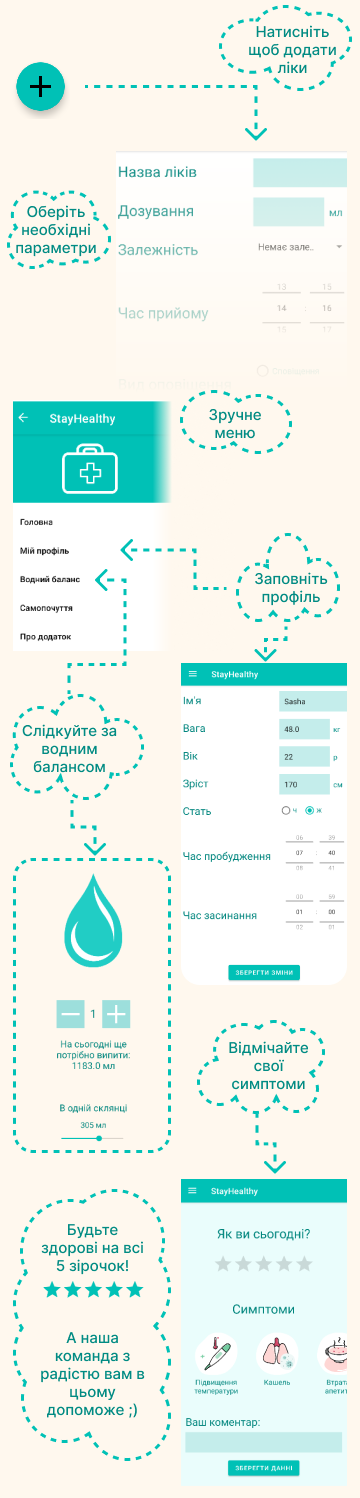 Натисніть
щоб додати
ліки
Оберіть
необхідні
параметри
Назва ліків
Дозування
мл
Залежність
Немає зале..
Час прийому
13 15
14 : 16
15 17
Сповіщення
Зручне
меню
StayHealthy
Головна
Мій профіль
Водний баланс
Самопочуття
Про додаток
Заповніть
профіль
Слідкуйте за
водним
балансом
StayHealthy
Ім'я
Sasha
Вага
48.0
кг
Вік
22
р
Зріст
170
см
Стать
Ч
Ж
Час пробудження
06 39
07 : 40
08 41
Час засинання
00 59
01 : 00
02 01
ЗБЕРЕГТИ ЗМІНИ
1
На сьогодні ще
потрібно випити:
1183.0 мл
В одній склянці
305 мл
Відмічайте
свої
симптоми
StayHealthy
Як ви сьогодні?
Симптоми
Підвищення
температури
Кашель
Втрата
апетит
Ваш коментар:
ЗБЕРЕГТИ ДАННІ
Будьте
здорові на всі
5 зірочок!
А наша
команда з
радістю вам в
цьому
допоможе ;)